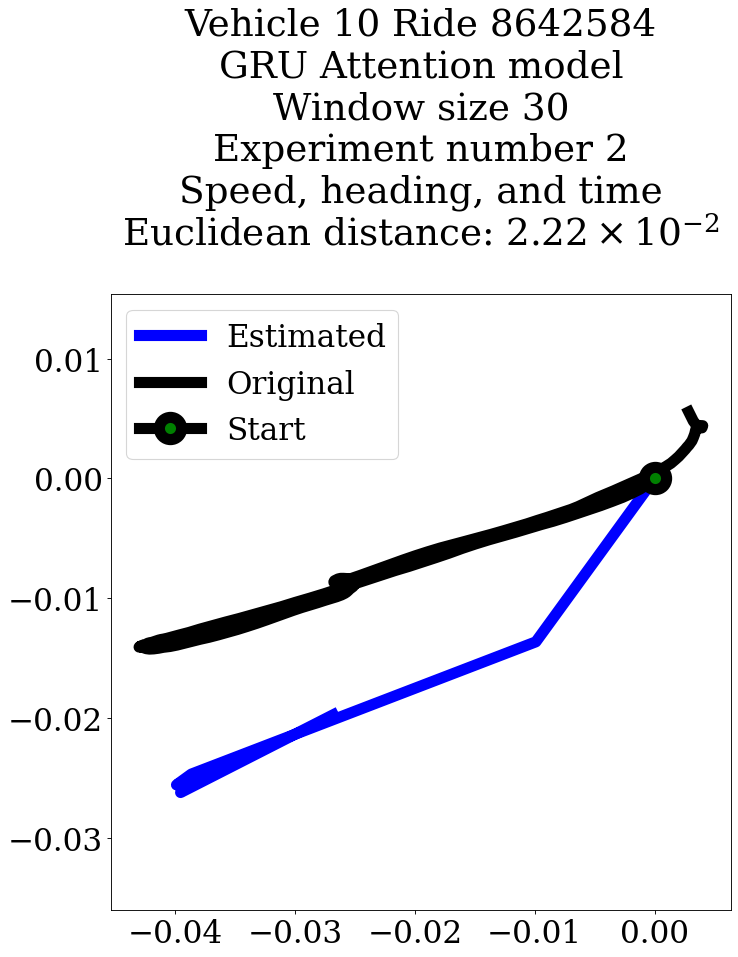 Vehicle 10 Ride 8642584
GRU Attention model
Window size 30
Experiment number 2
Speed, heading, and time
Euclidean distance: 2.22 × 10⁻²
Estimated
Original
Start
0.01
0.00
−0.01
−0.02
−0.03
−0.04 −0.03 −0.02 −0.01 0.00